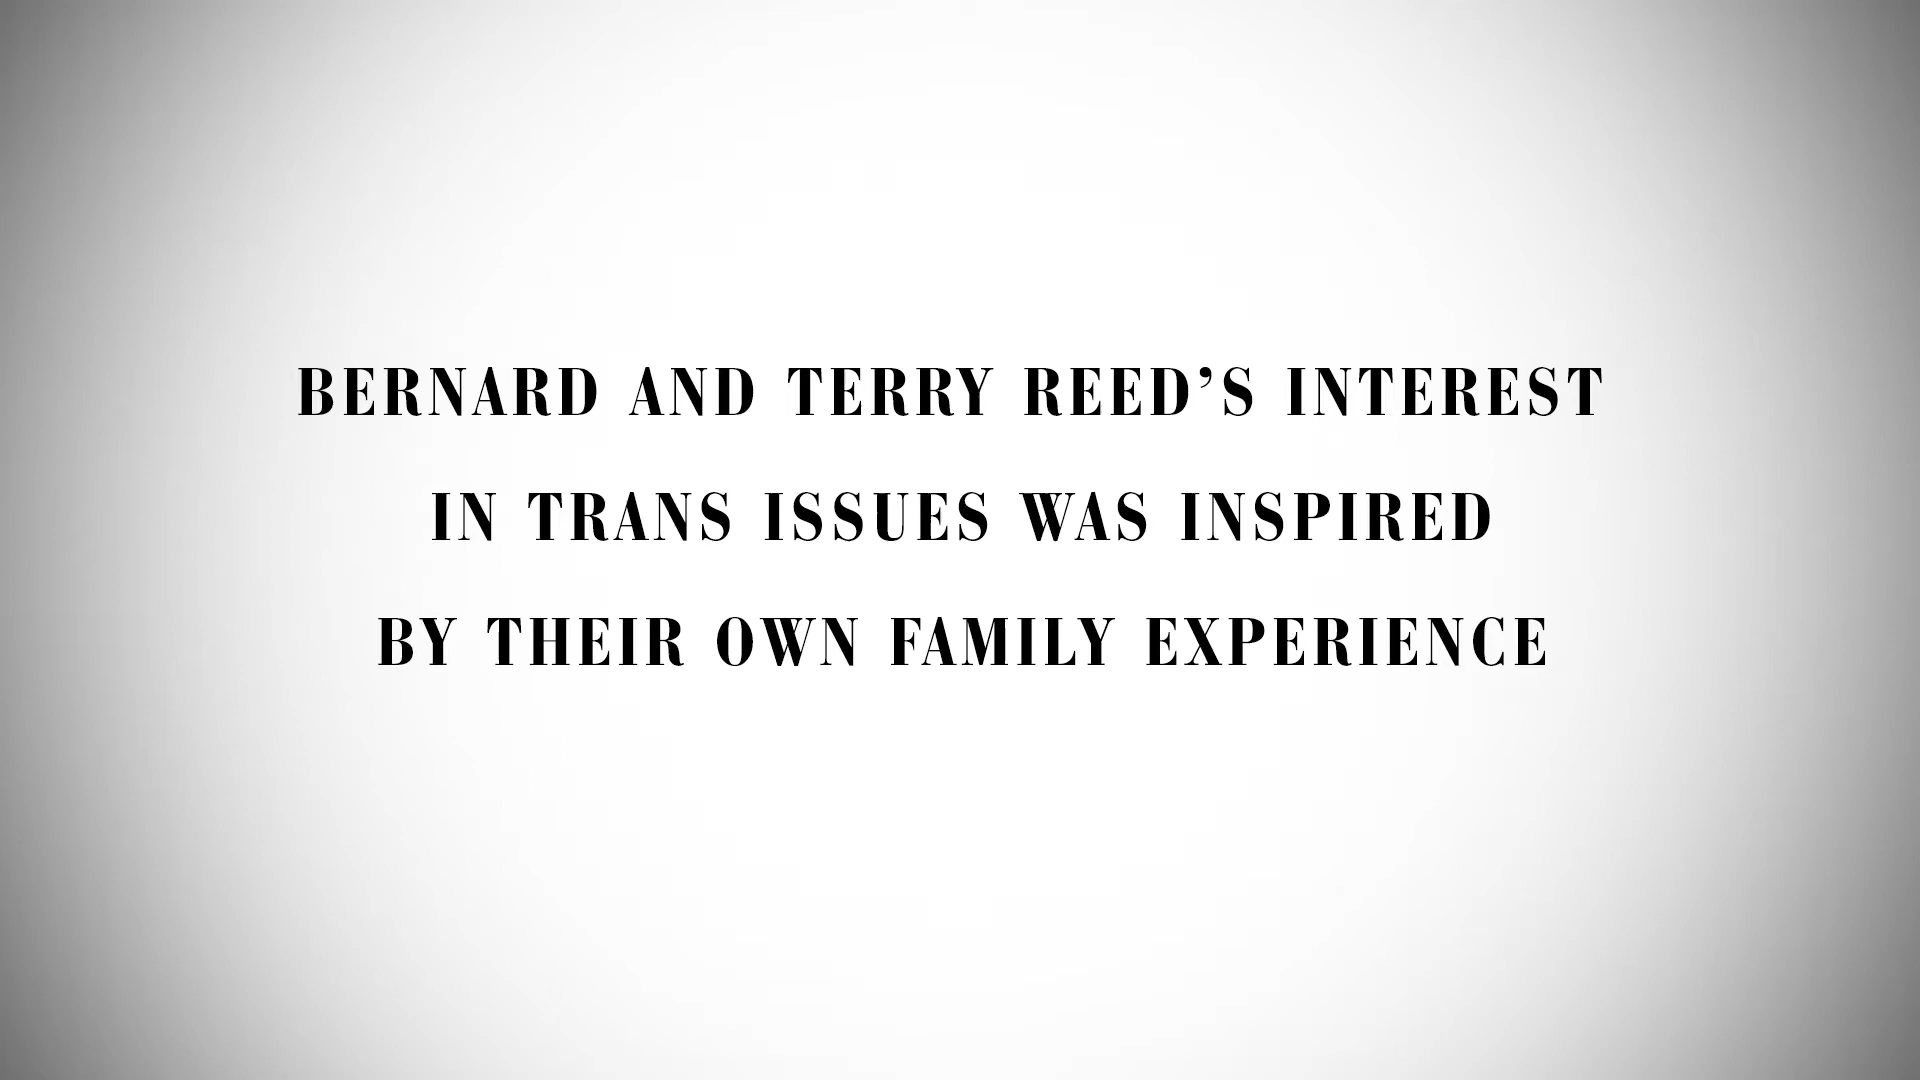 BERNARD AND TERRY REED’S INTEREST
IN TRANS ISSUES WAS INSPIRED
BY THEIR OWN FAMILY EXPERIENCE